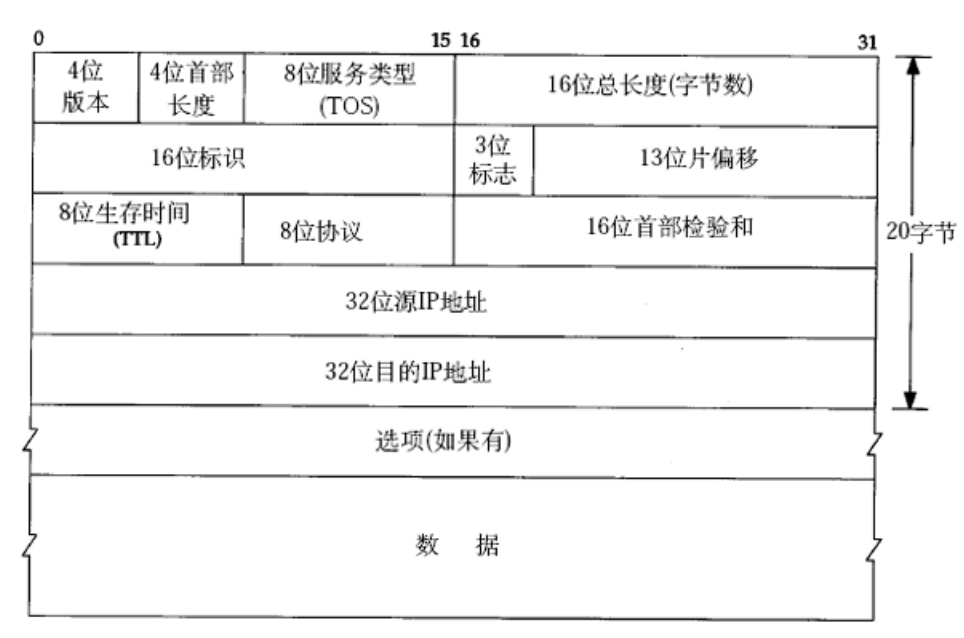 0 15 16 31
4位
版本
4位首部
长度
8位服务类型
(TOS)
16位总长度(字节数)
16位标识
3位
标志
13位片偏移
8位生存时间
(TTL)
8位协议
16位首部检验和
20字节
32位源IP地址
32位目的IP地址
选项(如果有)
数 据